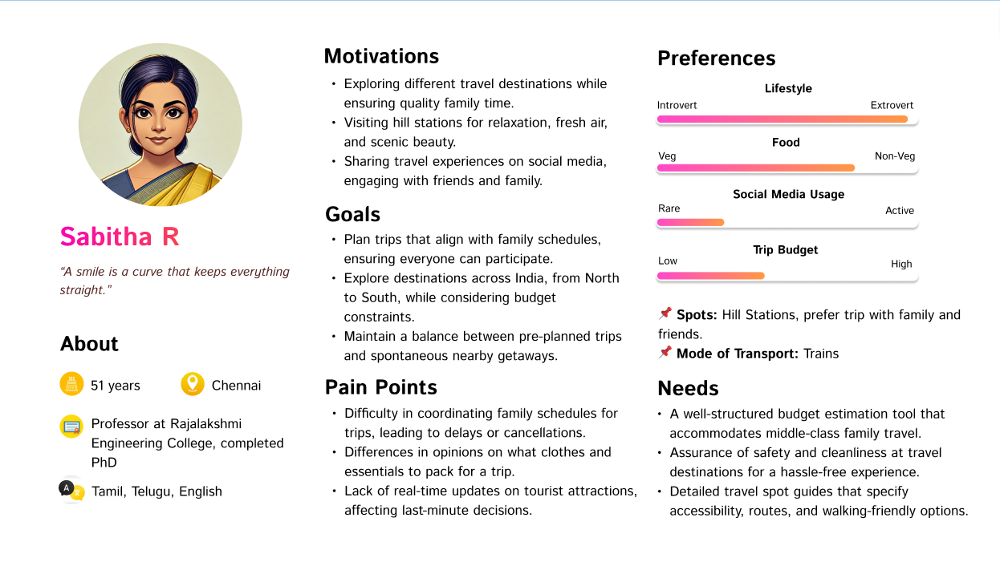 Sabitha R
“A smile is a curve that keeps everything
straight.”
About
51 years
Chennai
Professor at Rajalakshmi
Engineering College, completed
PhD
A
Tamil, Telugu, English
Motivations
• Exploring different travel destinations while
ensuring quality family time.
• Visiting hill stations for relaxation, fresh air,
and scenic beauty.
• Sharing travel experiences on social media,
engaging with friends and family.
Goals
• Plan trips that align with family schedules,
ensuring everyone can participate.
• Explore destinations across India, from North
to South, while considering budget
constraints.
• Maintain a balance between pre-planned trips
and spontaneous nearby getaways.
Pain Points
• Difficulty in coordinating family schedules for
trips, leading to delays or cancellations.
• Differences in opinions on what clothes and
essentials to pack for a trip.
• Lack of real-time updates on tourist attractions,
affecting last-minute decisions.
Preferences
Lifestyle
Introvert Extrovert
Food
Veg Non-Veg
Social Media Usage
Rare Active
Trip Budget
Low High
📌 Spots: Hill Stations, prefer trip with family and
friends.
📌 Mode of Transport: Trains
Needs
• A well-structured budget estimation tool that
accommodates middle-class family travel.
• Assurance of safety and cleanliness at travel
destinations for a hassle-free experience.
• Detailed travel spot guides that specify
accessibility, routes, and walking-friendly options.